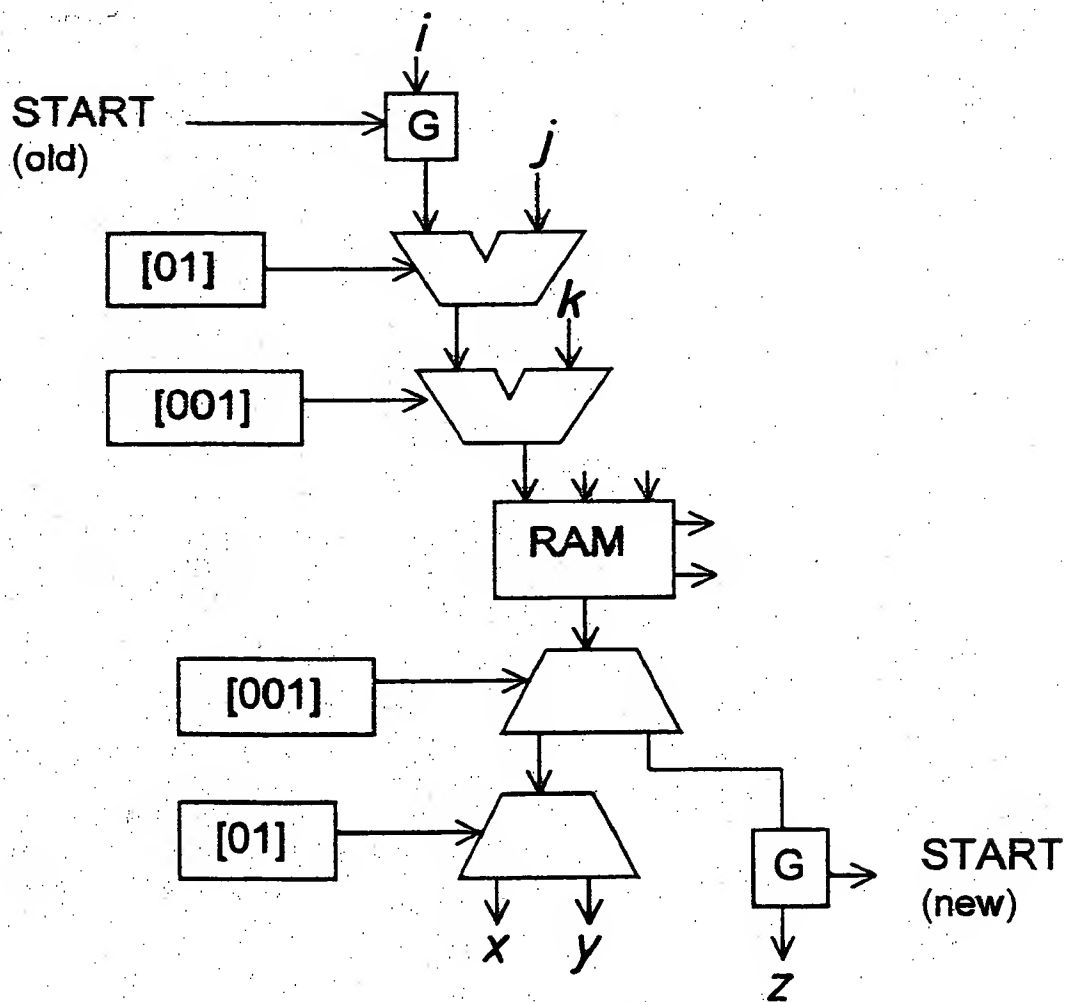 i
START
(old)
G
j
[01]
k
[001]
RAM
[001]
[01]
G
START
(new)
x
y
z